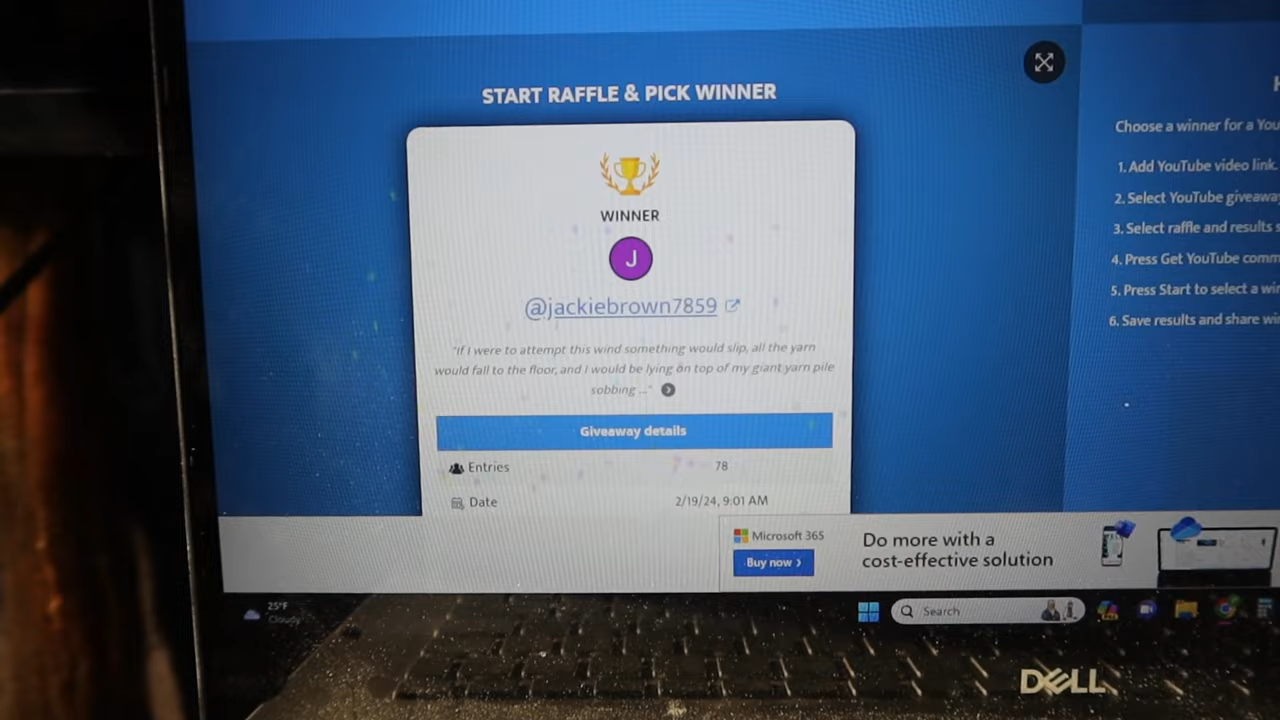 START RAFFLE & PICK WINNER
WINNER
J
@jackiebrown7859
"If I were to attempt this wind something would slip, all the yarn
would fall to the floor, and I would be lying on top of my giant yarn pile
sobbing ..."
Giveaway details
Entries 78
Date 2/19/24, 9:01 AM
H
Choose a winner for a You
1. Add YouTube video link.
2. Select YouTube giveaway
3. Select raffle and results s
4. Press Get YouTube comm
5. Press Start to select a win
6. Save results and share win
Microsoft 365
Buy now
Do more with a
cost-effective solution
25°F
Cloudy
Search
DELL